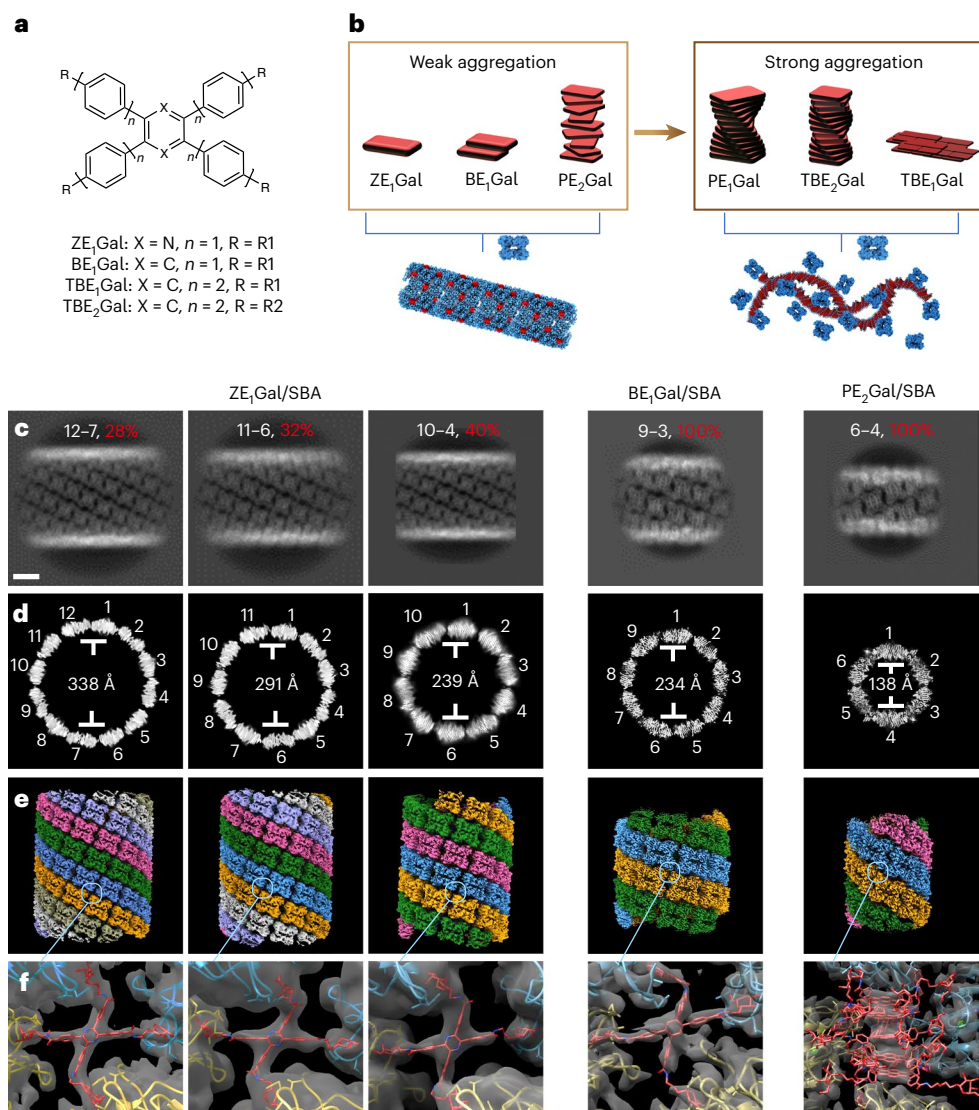 a
R
R
X
X
n
n
n
n
R
R
ZE₁Gal: X = N, n = 1, R = R1
BE₁Gal: X = C, n = 1, R = R1
TBE₁Gal: X = C, n = 2, R = R1
TBE₂Gal: X = C, n = 2, R = R2
b
Weak aggregation
Strong aggregation
ZE₁Gal
BE₁Gal
PE₂Gal
PE₁Gal
TBE₂Gal
TBE₁Gal
ZE₁Gal/SBA
BE₁Gal/SBA
PE₂Gal/SBA
c
12–7, 28%
11–6, 32%
10–4, 40%
9–3, 100%
6–4, 100%
d
12 1 2 3 4 5 6 7 8 9 10 11
338 Å
11 1 2 3 4 5 6 7 8 9 10
291 Å
10 1 2 3 4 5 6 7 8 9
239 Å
9 1 2 3 4 5 6 7 8
234 Å
1 2 3 4 5 6
138 Å
e
f